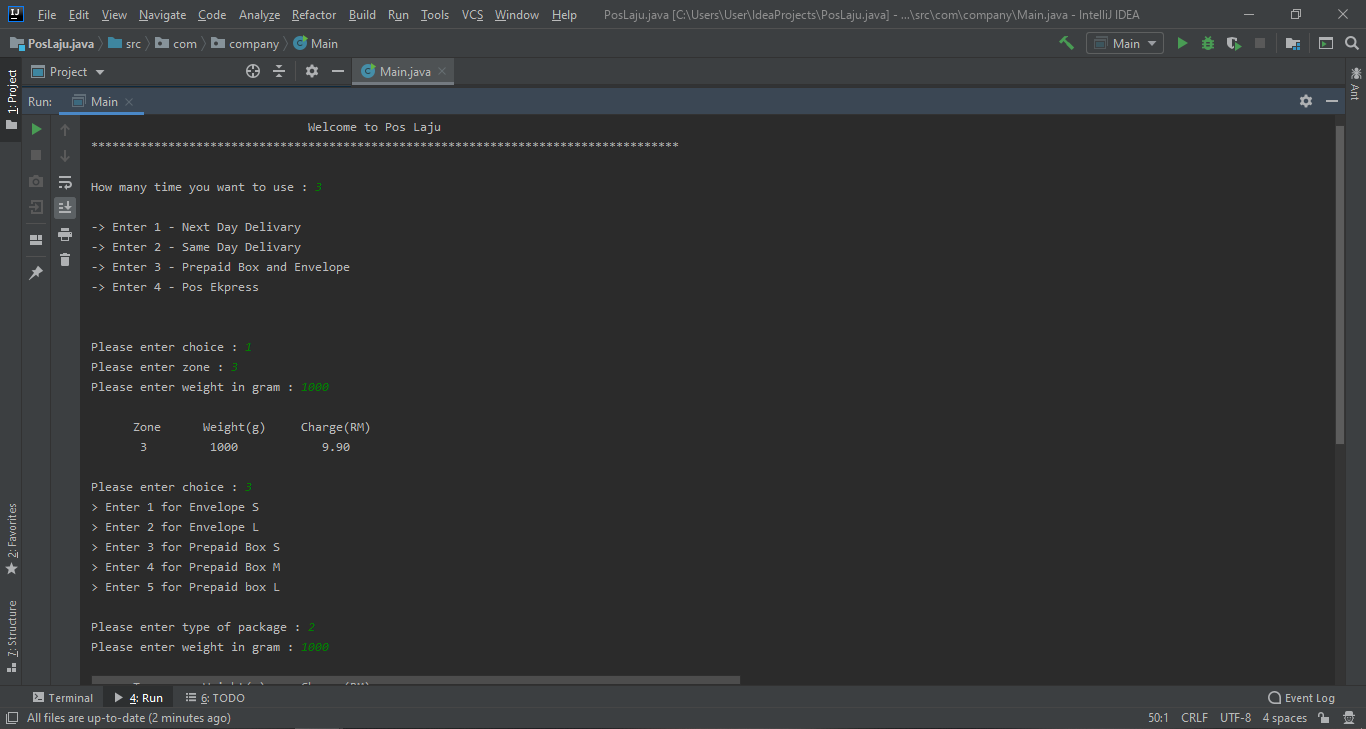 File Edit View Navigate Code Analyze Refactor Build Run Tools VCS Window Help PosLaju.java [C:\Users\User\IdeaProjects\PosLaju.java] - ...\src\com\company\Main.java - IntelliJ IDEA
PosLaju.java src com company Main Main
Project Main.java
1: Project
Ant
Run: Main
Welcome to Pos Laju
************************************************************************************
How many time you want to use : 3
-> Enter 1 - Next Day Delivary
-> Enter 2 - Same Day Delivary
-> Enter 3 - Prepaid Box and Envelope
-> Enter 4 - Pos Ekpress
Please enter choice : 1
Please enter zone : 3
Please enter weight in gram : 1000
Zone Weight(g) Charge(RM)
3 1000 9.90
Please enter choice : 3
> Enter 1 for Envelope S
> Enter 2 for Envelope L
> Enter 3 for Prepaid Box S
> Enter 4 for Prepaid Box M
> Enter 5 for Prepaid box L
Please enter type of package : 2
Please enter weight in gram : 1000
2: Favorites
7: Structure
Terminal 4: Run 6: TODO Event Log
All files are up-to-date (2 minutes ago) 50:1 CRLF UTF-8 4 spaces